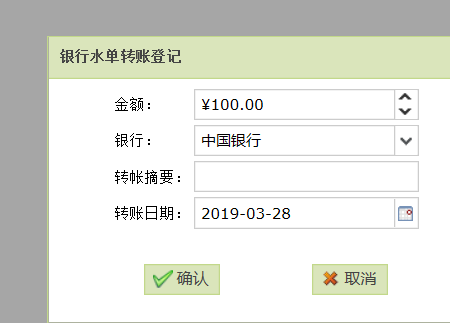 银行水单转账登记
金额： ¥100.00
银行： 中国银行
转帐摘要：
转账日期： 2019-03-28
确认 取消